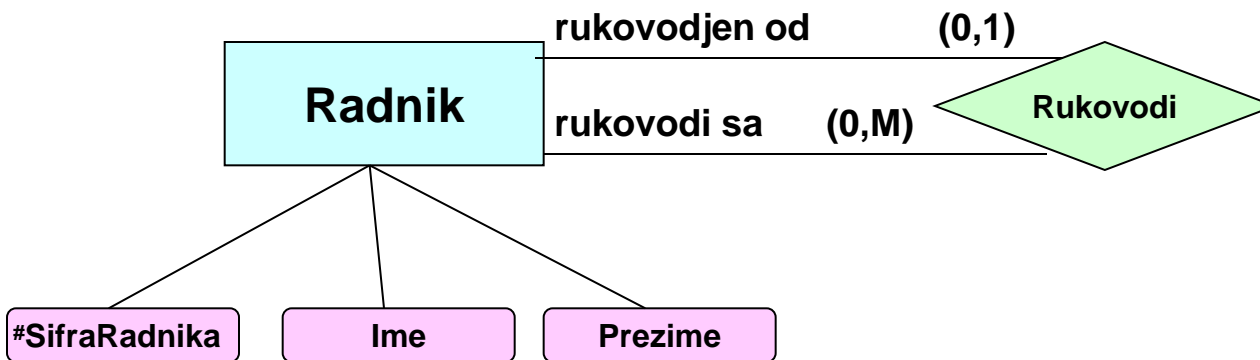 rukovodjen od (0,1)
Radnik
rukovodi sa (0,M)
Rukovodi
#SifraRadnika
Ime
Prezime